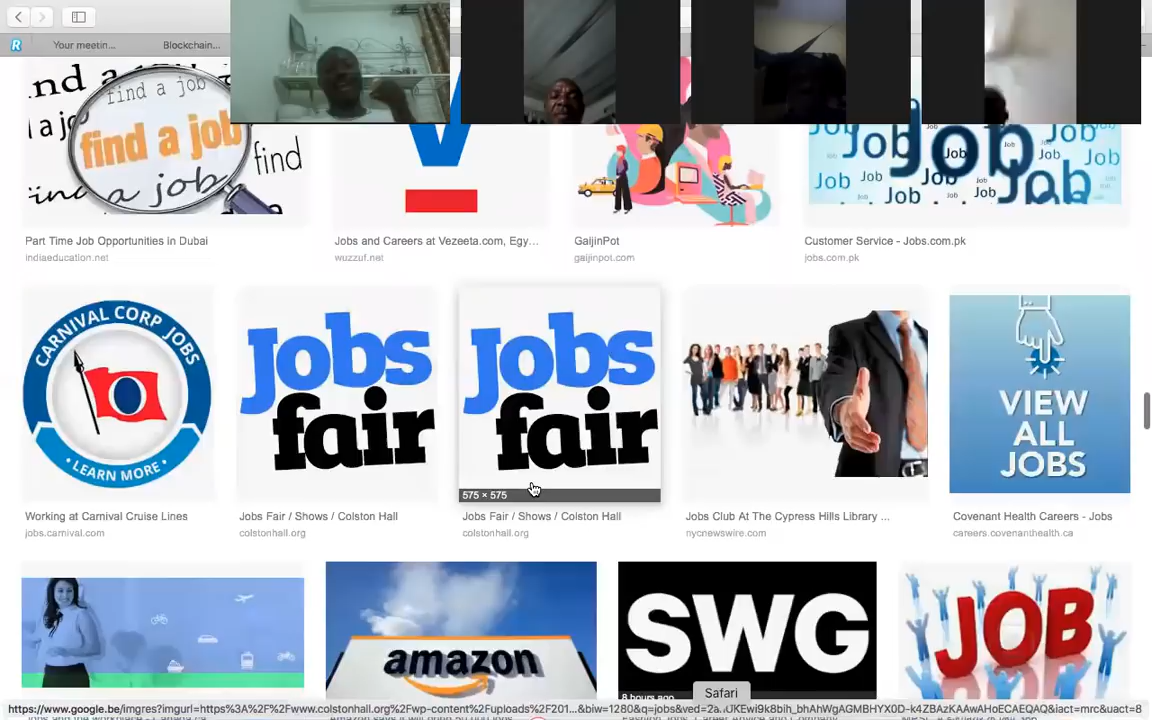 Your meetin...
Blockchain...
find a job
find a job
find
Part Time Job Opportunities in Dubai
indiaeducation.net
Jobs and Careers at Vezeeta.com, Egy...
wuzzuf.net
GaijinPot
gaijinpot.com
Job
Job
Job
Job
Job
Job
Customer Service - Jobs.com.pk
jobs.com.pk
CARNIVAL CORP JOBS
• LEARN MORE •
Working at Carnival Cruise Lines
jobs.carnival.com
Jobs
fair
Jobs Fair / Shows / Colston Hall
colstonhall.org
Jobs
fair
575 × 575
Jobs Fair / Shows / Colston Hall
colstonhall.org
Jobs Club At The Cypress Hills Library ...
nycnewswire.com
VIEW
ALL
JOBS
Covenant Health Careers - Jobs
careers.covenanthealth.ca
amazon
SWG
8 hours ago
JOB
Safari